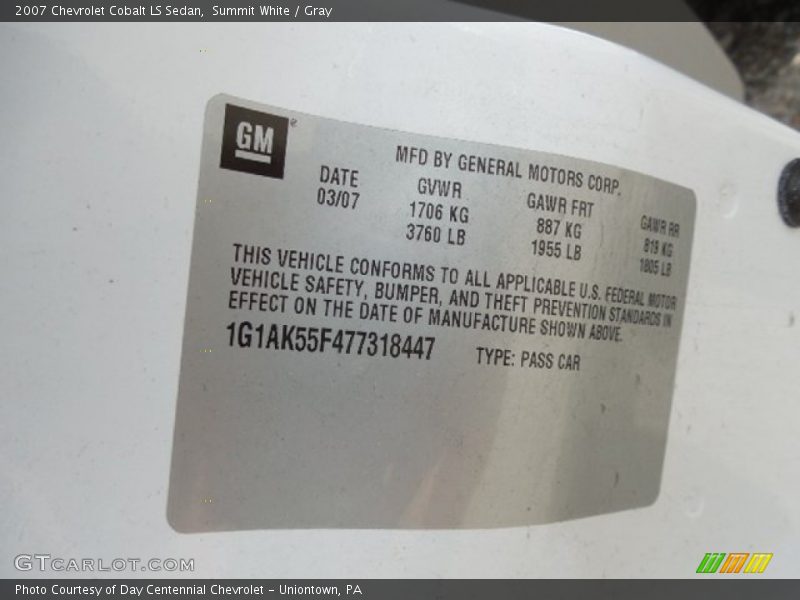 2007 Chevrolet Cobalt LS Sedan,  Summit White / Gray
GM®
MFD BY GENERAL MOTORS CORP.
DATE GVWR GAWR FRT GAWR RR
03/07 1706 KG 887 KG 819 KG
3760 LB 1955 LB 1805 LB
THIS VEHICLE CONFORMS TO ALL APPLICABLE U.S. FEDERAL MOTOR
VEHICLE SAFETY, BUMPER, AND THEFT PREVENTION STANDARDS IN
EFFECT ON THE DATE OF MANUFACTURE SHOWN ABOVE.
1G1AK55F477318447 TYPE: PASS CAR
GTCARLOT.COM
Photo Courtesy of Day Centennial Chevrolet - Uniontown, PA